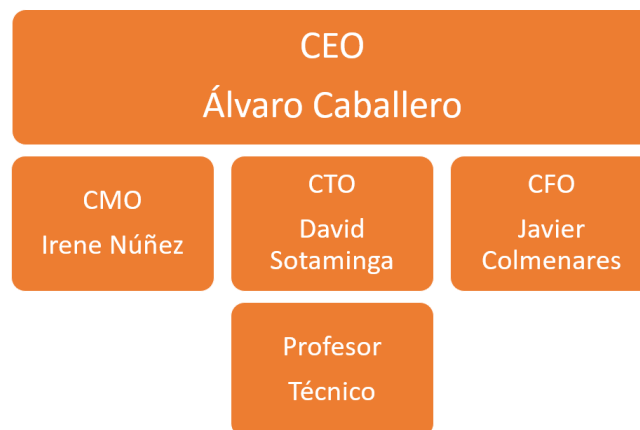 CEO
Álvaro Caballero
CMO
Irene Núñez
CTO
David
Sotaminga
CFO
Javier
Colmenares
Profesor
Técnico